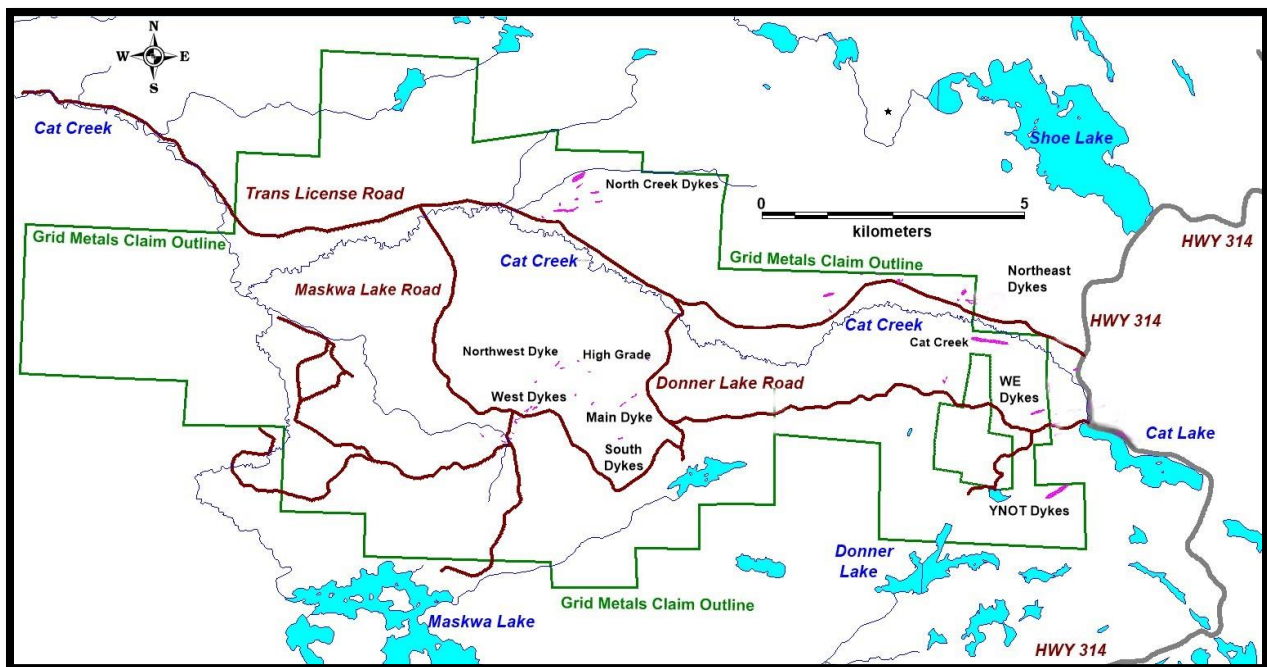 N
W E
S
Cat Creek
Shoe Lake
Trans License Road
North Creek Dykes
0 5
kilometers
Grid Metals Claim Outline
HWY 314
Cat Creek
Grid Metals Claim Outline
Northeast
Dykes
Maskwa Lake Road
HWY 314
Cat Creek
Cat Creek
Northwest Dyke
High Grade
WE
Dykes
Donner Lake Road
West Dykes
Main Dyke
Cat Lake
South
Dykes
YNOT Dykes
Donner
Lake
Grid Metals Claim Outline
Maskwa Lake
HWY 314